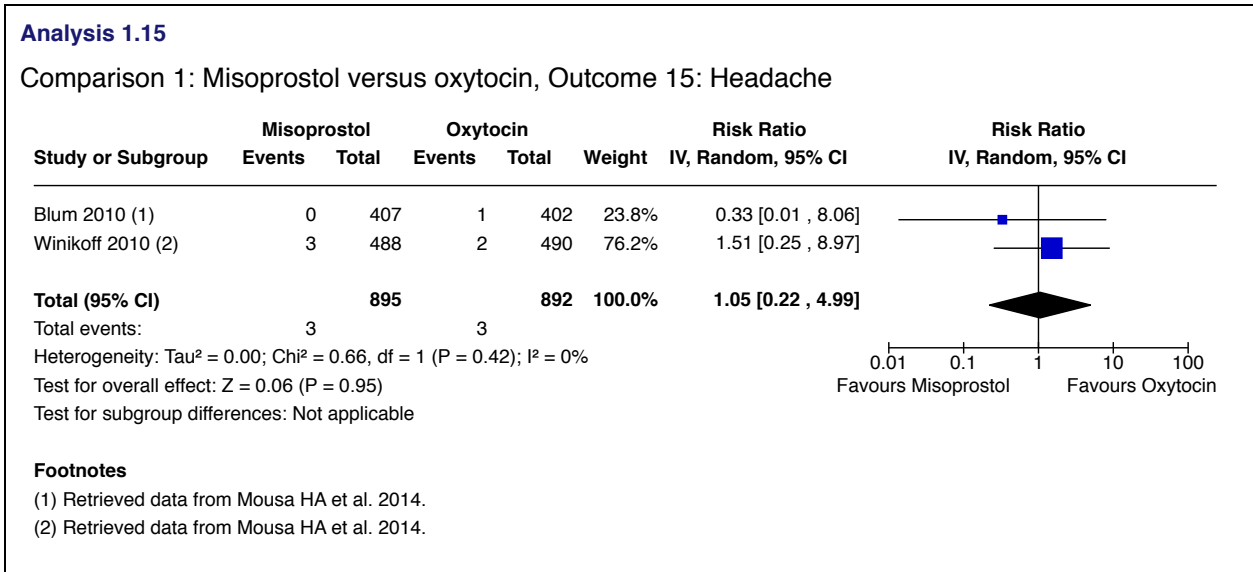 Analysis 1.15
Comparison 1: Misoprostol versus oxytocin, Outcome 15: Headache
Misoprostol Oxytocin Risk Ratio Risk Ratio
Study or Subgroup Events Total Events Total Weight IV, Random, 95% CI IV, Random, 95% CI
Blum 2010 (1) 0 407 1 402 23.8% 0.33 [0.01 , 8.06]
Winikoff 2010 (2) 3 488 2 490 76.2% 1.51 [0.25 , 8.97]
Total (95% CI) 895 892 100.0% 1.05 [0.22 , 4.99]
Total events: 3 3
Heterogeneity: Tau² = 0.00; Chi² = 0.66, df = 1 (P = 0.42); I² = 0%
Test for overall effect: Z = 0.06 (P = 0.95)
Test for subgroup differences: Not applicable
0.01 0.1 1 10 100
Favours Misoprostol Favours Oxytocin
Footnotes
(1) Retrieved data from Mousa HA et al. 2014.
(2) Retrieved data from Mousa HA et al. 2014.